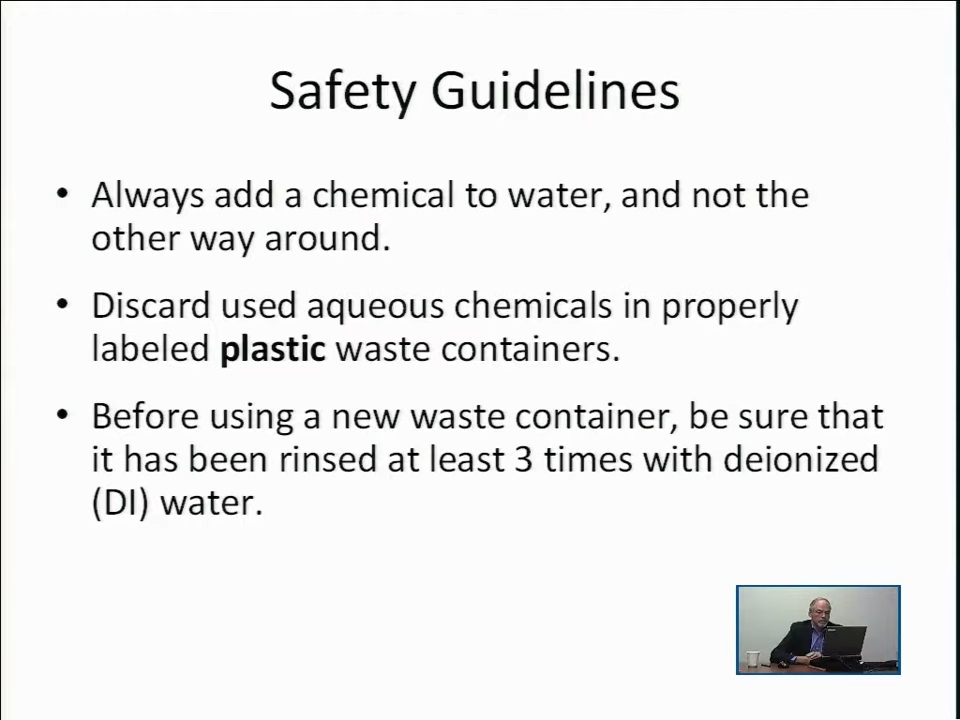 Safety Guidelines
• Always add a chemical to water, and not the
other way around.
• Discard used aqueous chemicals in properly
labeled plastic waste containers.
• Before using a new waste container, be sure that
it has been rinsed at least 3 times with deionized
(DI) water.